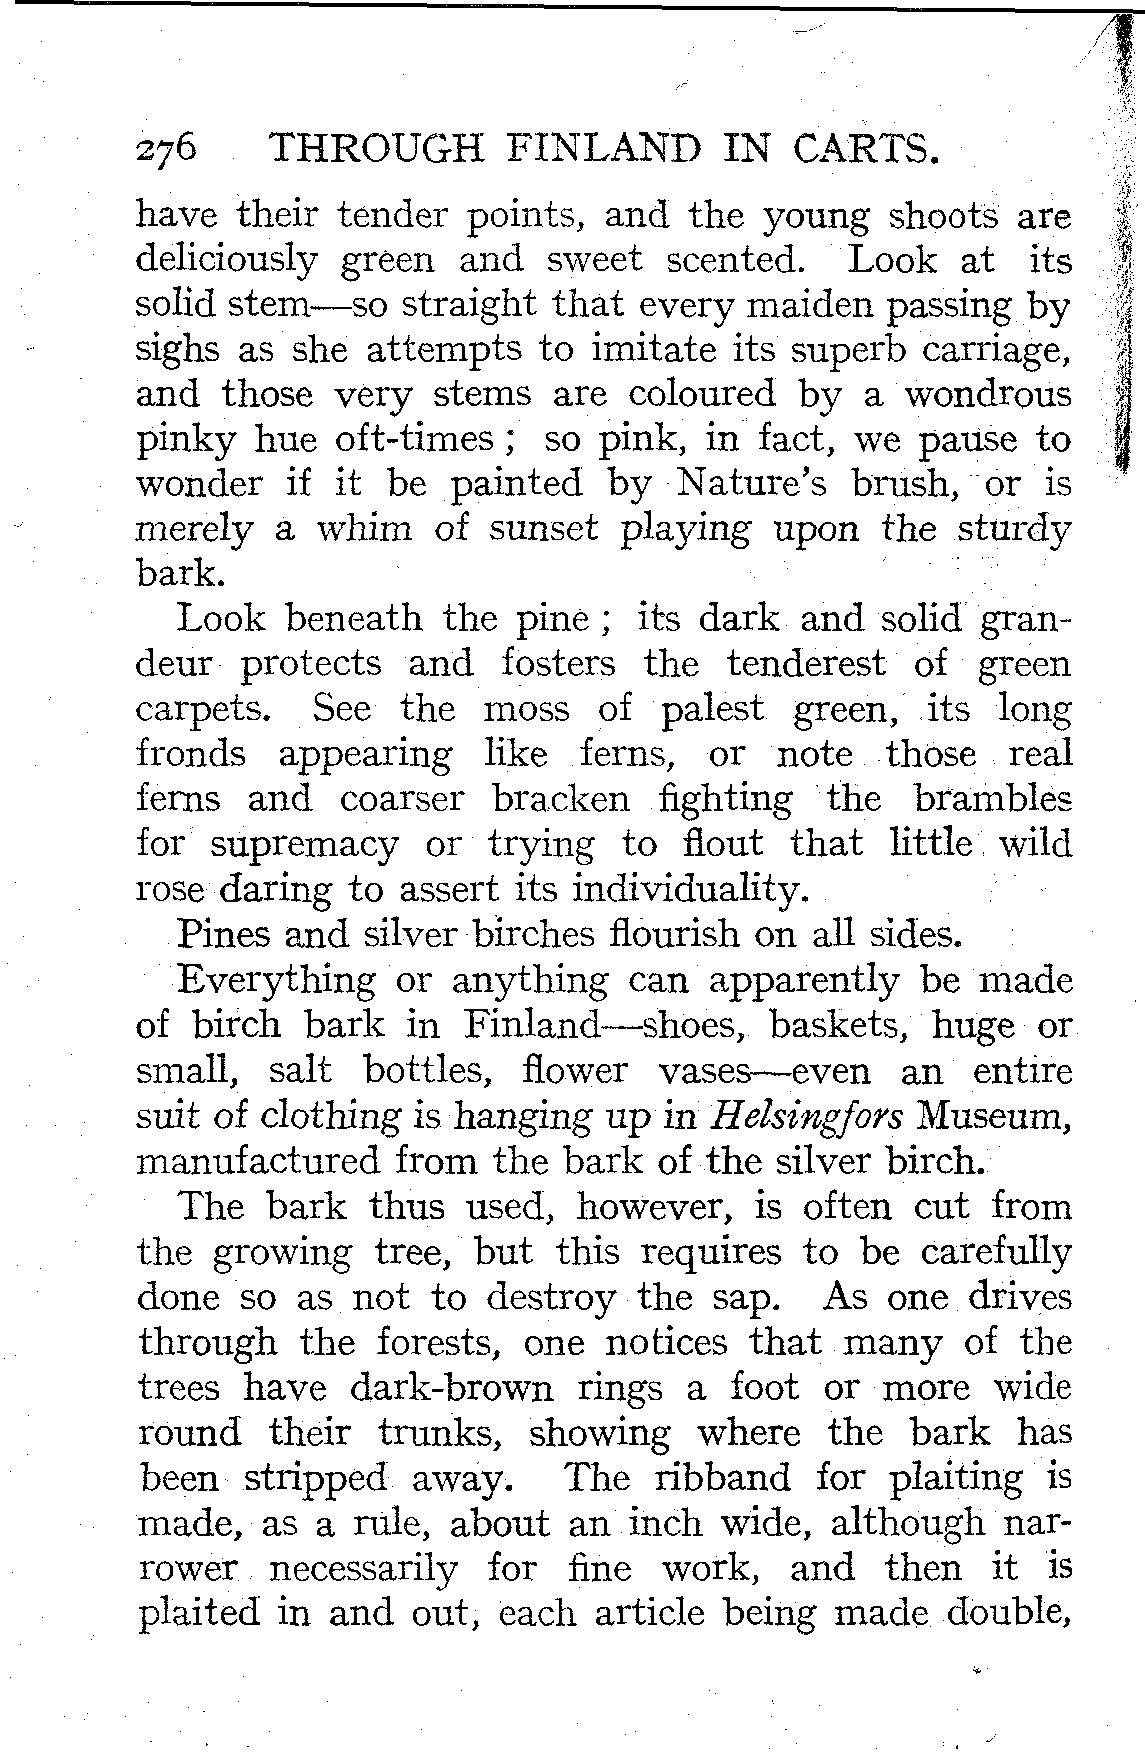 276 THROUGH FINLAND IN CARTS.
have their tender points, and the young shoots are
deliciously green and sweet scented. Look at its
solid stem—so straight that every maiden passing by
sighs as she attempts to imitate its superb carriage,
and those very stems are coloured by a wondrous
pinky hue oft-times ; so pink, in fact, we pause to
wonder if it be painted by Nature's brush, or is
merely a whim of sunset playing upon the sturdy
bark.
Look beneath the pine ; its dark and solid gran-
deur protects and fosters the tenderest of green
carpets. See the moss of palest green, its long
fronds appearing like ferns, or note those real
ferns and coarser bracken fighting the brambles
for supremacy or trying to flout that little wild
rose daring to assert its individuality.
Pines and silver birches flourish on all sides.
Everything or anything can apparently be made
of birch bark in Finland—shoes, baskets, huge or
small, salt bottles, flower vases—even an entire
suit of clothing is hanging up in Helsingfors Museum,
manufactured from the bark of the silver birch.
The bark thus used, however, is often cut from
the growing tree, but this requires to be carefully
done so as not to destroy the sap. As one drives
through the forests, one notices that many of the
trees have dark-brown rings a foot or more wide
round their trunks, showing where the bark has
been stripped away. The ribband for plaiting is
made, as a rule, about an inch wide, although nar-
rower necessarily for fine work, and then it is
plaited in and out, each article being made double,